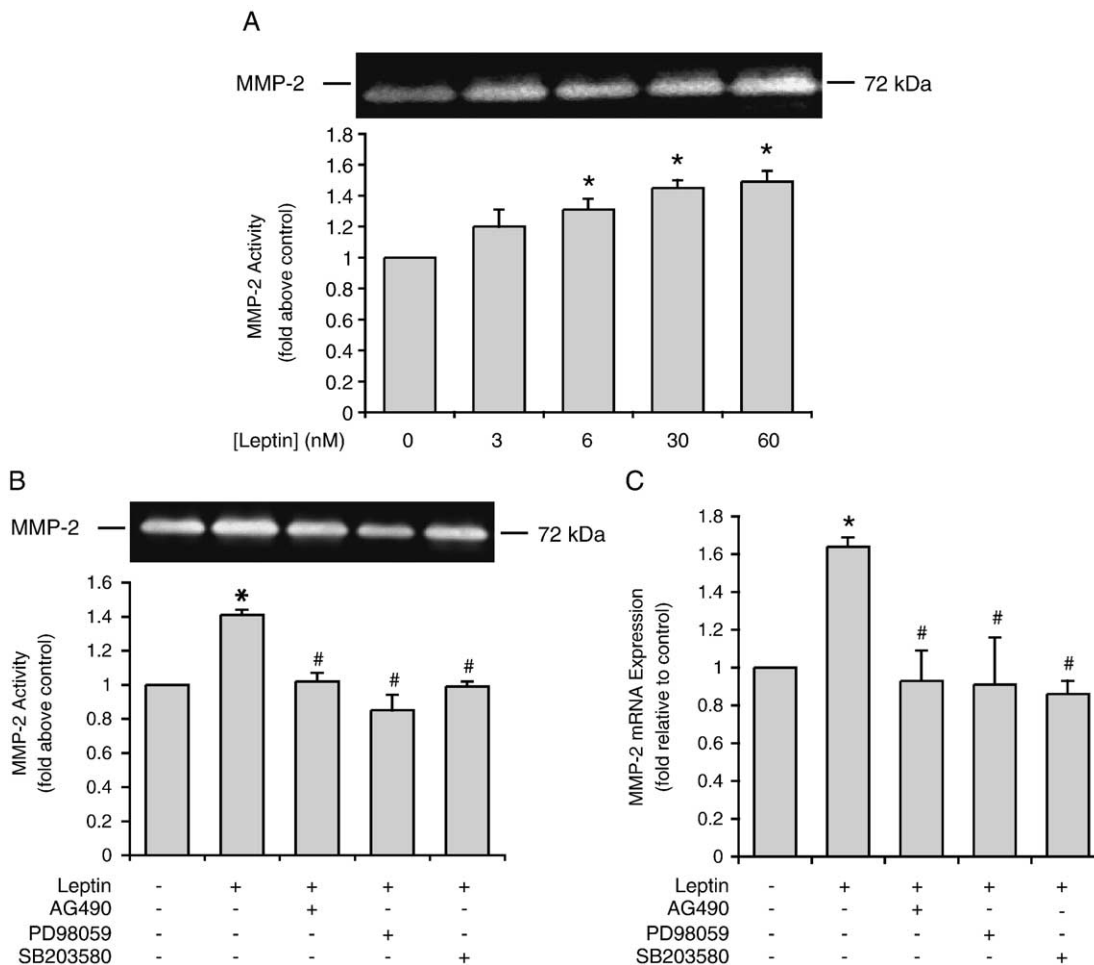 A
MMP-2
72 kDa
1.8
1.6
1.4
1.2
1
0.8
0.6
0.4
0.2
0
MMP-2 Activity
(fold above control)
*
*
*
[Leptin] (nM) 0 3 6 30 60
B
MMP-2
72 kDa
1.6
1.4
1.2
1
0.8
0.6
0.4
0.2
0
MMP-2 Activity
(fold above control)
*
#
#
#
Leptin - + + + +
AG490 - - + - -
PD98059 - - - + -
SB203580 - - - - +
C
1.8
1.6
1.4
1.2
1
0.8
0.6
0.4
0.2
0
MMP-2 mRNA Expression
(fold relative to control)
*
#
#
#
Leptin - + + + +
AG490 - - + - -
PD98059 - - - + -
SB203580 - - - - +